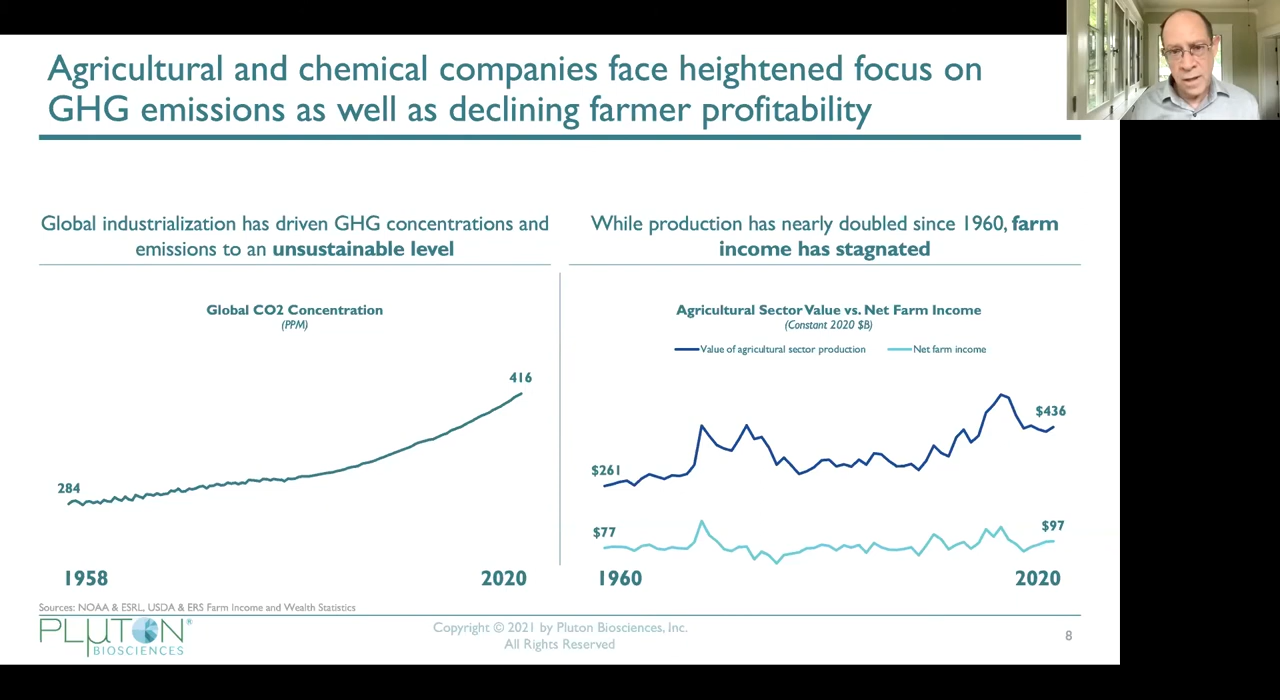 Agricultural and chemical companies face heightened focus on
GHG emissions as well as declining farmer profitability
Global industrialization has driven GHG concentrations and
emissions to an unsustainable level
Global CO2 Concentration
(PPM)
416
284
1958
2020
While production has nearly doubled since 1960, farm
income has stagnated
Agricultural Sector Value vs. Net Farm Income
(Constant 2020 $B)
Value of agricultural sector production
Net farm income
$436
$261
$77
$97
1960
2020
Sources: NOAA & ESRL, USDA & ERS Farm Income and Wealth Statistics
PLμTON®
BIOSCIENCES
Copyright © 2021 by Pluton Biosciences, Inc.
All Rights Reserved
8